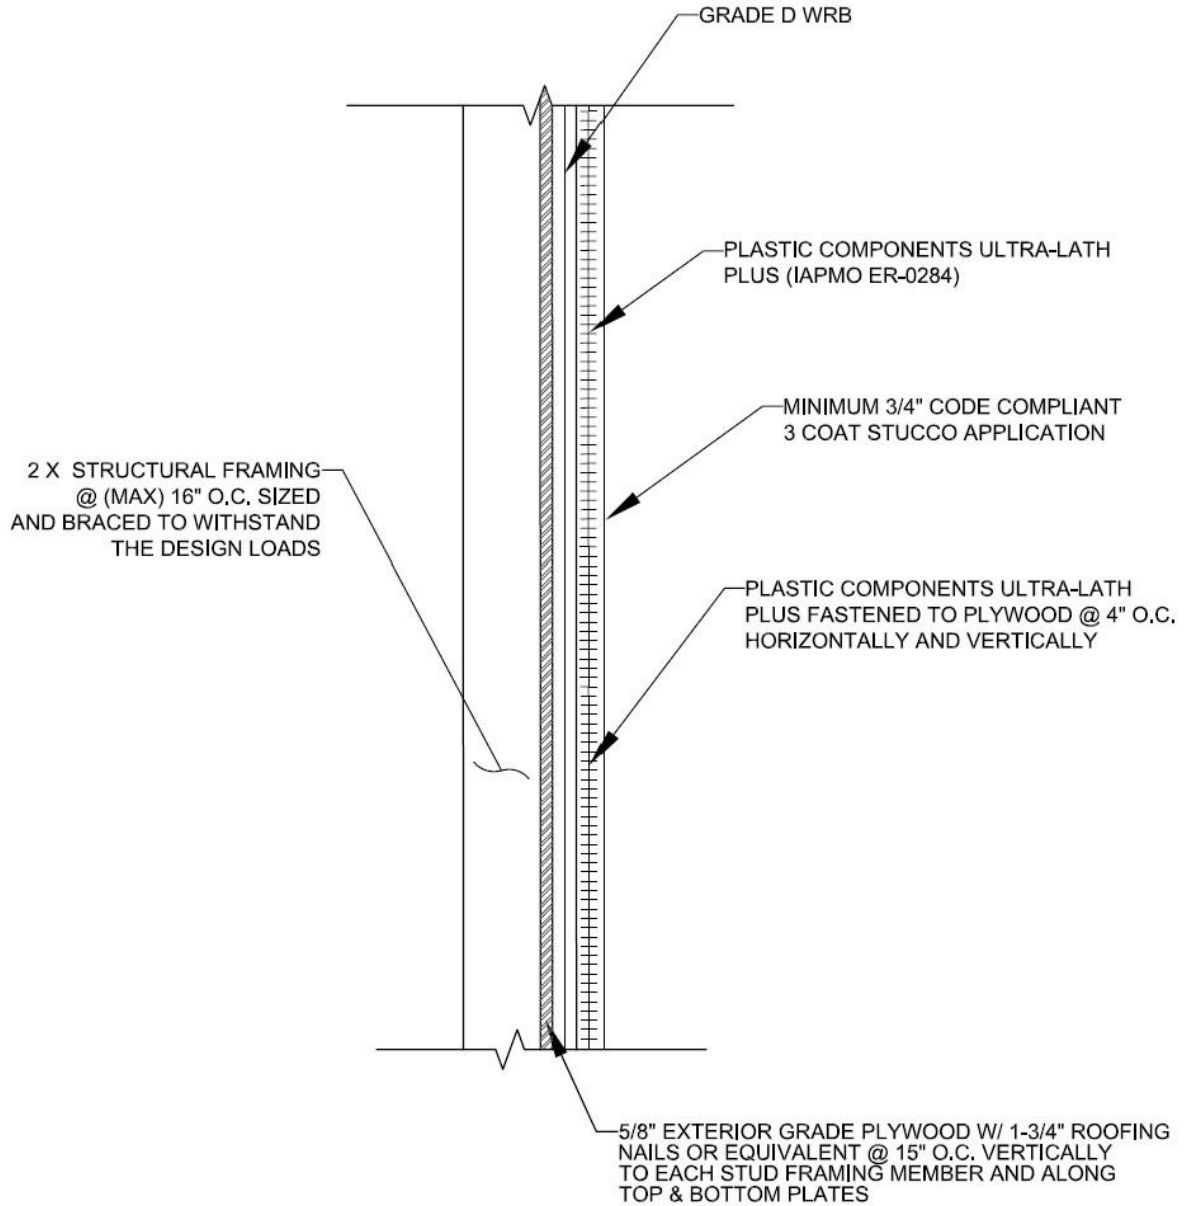 GRADE D WRB
PLASTIC COMPONENTS ULTRA-LATH
PLUS (IAPMO ER-0284)
MINIMUM 3/4" CODE COMPLIANT
3 COAT STUCCO APPLICATION
2 X STRUCTURAL FRAMING
@ (MAX) 16" O.C. SIZED
AND BRACED TO WITHSTAND
THE DESIGN LOADS
PLASTIC COMPONENTS ULTRA-LATH
PLUS FASTENED TO PLYWOOD @ 4" O.C.
HORIZONTALLY AND VERTICALLY
5/8" EXTERIOR GRADE PLYWOOD W/ 1-3/4" ROOFING
NAILS OR EQUIVALENT @ 15" O.C. VERTICALLY
TO EACH STUD FRAMING MEMBER AND ALONG
TOP & BOTTOM PLATES